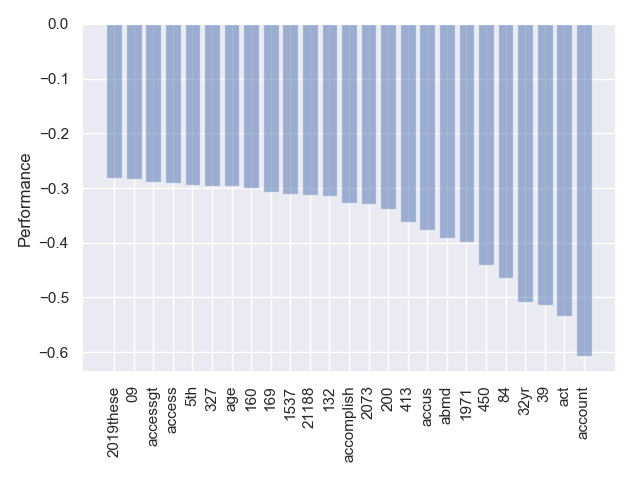 0.0
−0.1
−0.2
−0.3
−0.4
−0.5
−0.6
Performance
2019these
09
accessgt
access
5th
327
age
160
169
1537
21188
132
accomplish
2073
200
413
accus
abmd
1971
450
84
32yr
39
act
account